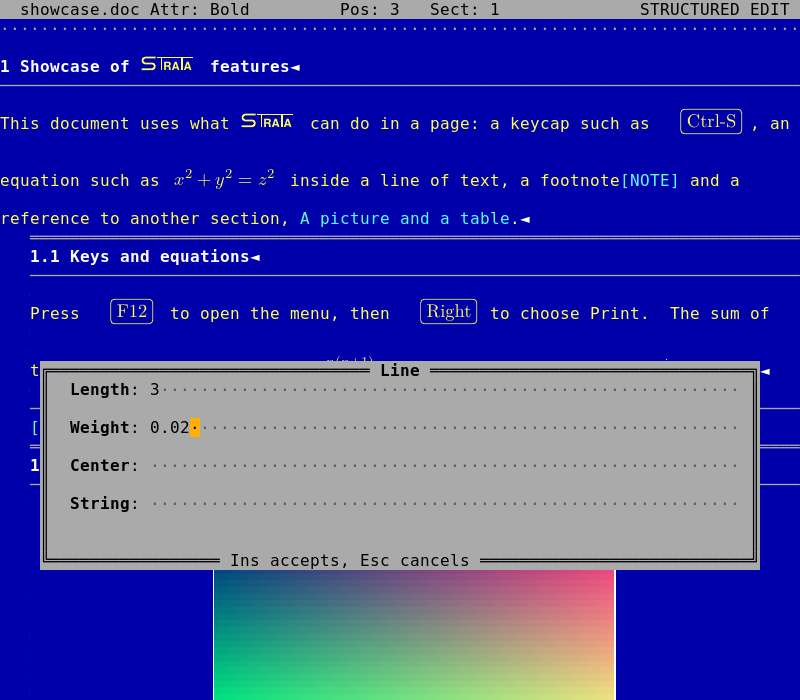 showcase.doc Attr: Bold Pos: 3 Sect: 1 STRUCTURED EDIT
1 Showcase of STRATA features◄
This document uses what STRATA can do in a page: a keycap such as Ctrl-S , an
equation such as x² + y² = z² inside a line of text, a footnote[NOTE] and a
reference to another section, A picture and a table.◄
1.1 Keys and equations◄
Press F12 to open the menu, then Right to choose Print. The sum of
Line
Length: 3
Weight: 0.02
Center:
String:
Ins accepts, Esc cancels